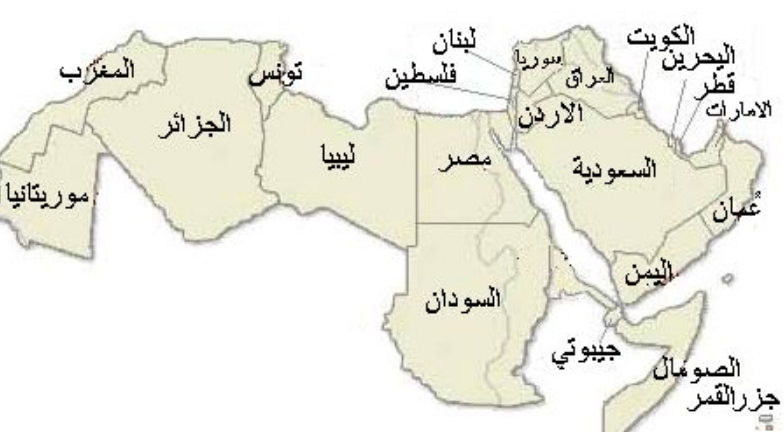 لبنان
فلسطين
سوريا
العراق
الكويت
البحرين
قطر
الامارات
المغرب
تونس
الاردن
الجزائر
ليبيا
مصر
السعودية
موريتانيا
عُمان
اليمن
السودان
جيبوتي
الصومال
جزرالقمر